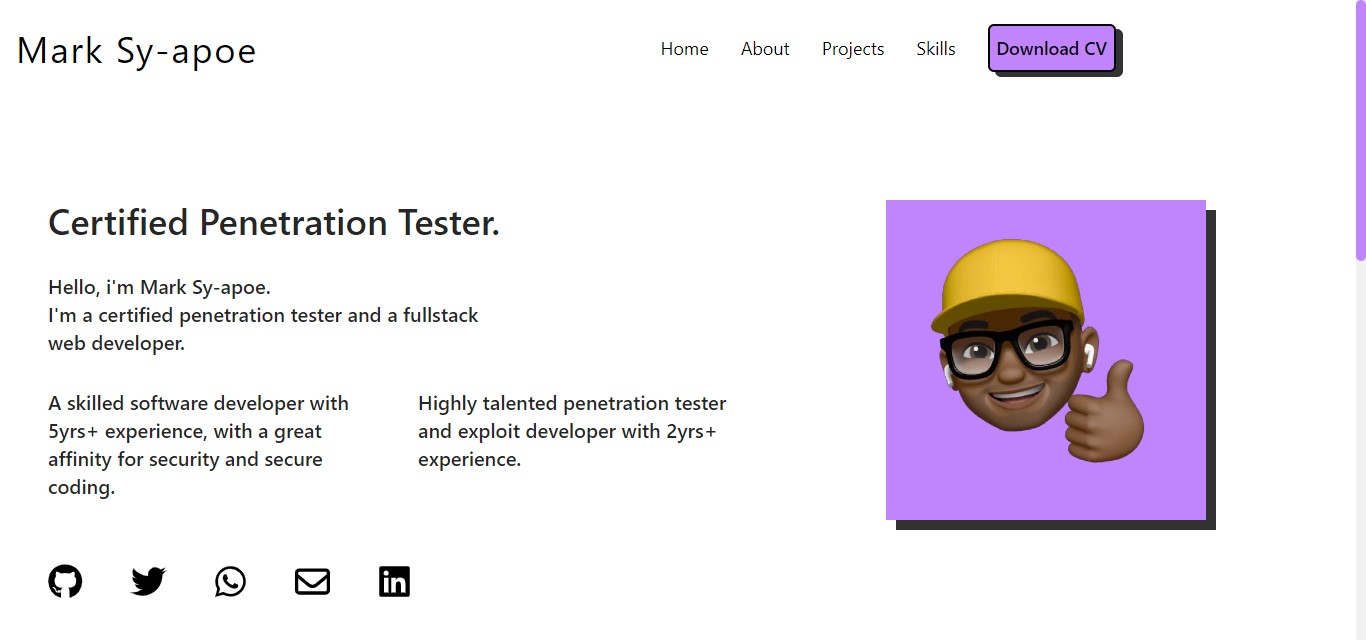 Mark Sy-apoe
Home About Projects Skills Download CV
Certified Penetration Tester.
Hello, i'm Mark Sy-apoe.
I'm a certified penetration tester and a fullstack
web developer.
A skilled software developer with
5yrs+ experience, with a great
affinity for security and secure
coding.
Highly talented penetration tester
and exploit developer with 2yrs+
experience.
in